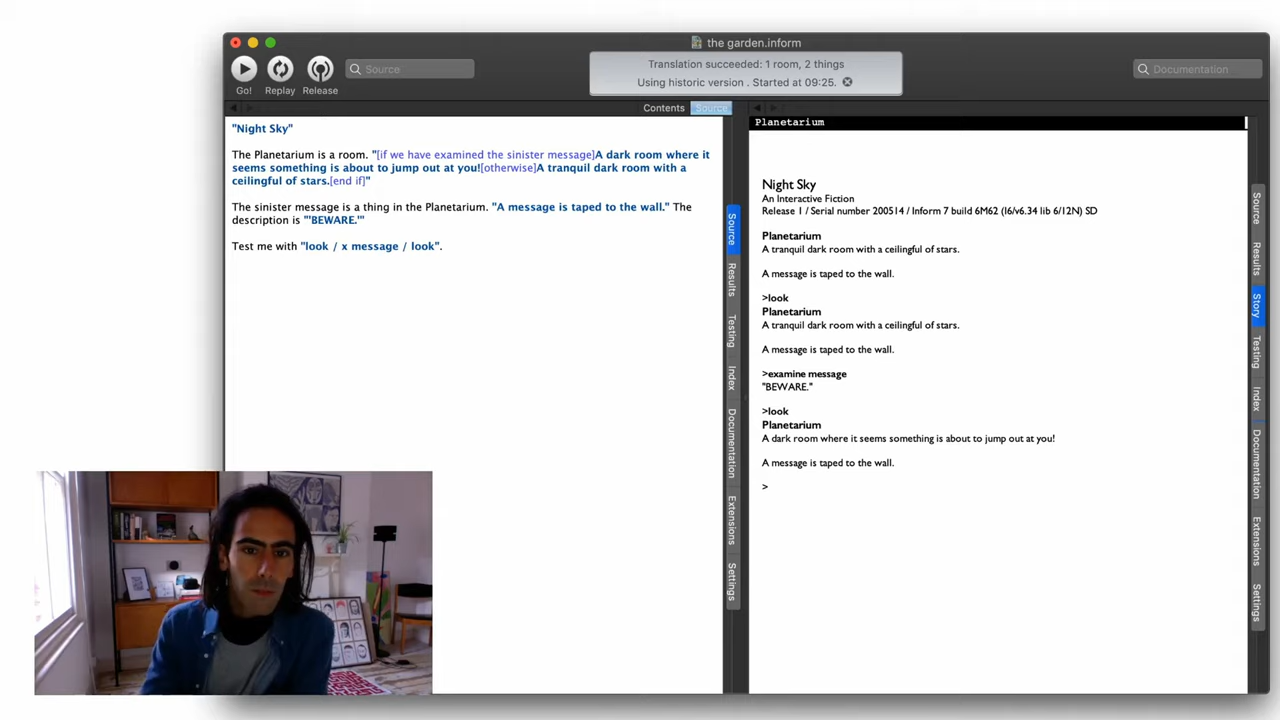 the garden.inform
Translation succeeded: 1 room, 2 things
Using historic version . Started at 09:25.
Go!
Replay
Release
Source
Documentation
Contents
Source
"Night Sky"
The Planetarium is a room. "[if we have examined the sinister message]A dark room where it
seems something is about to jump out at you![otherwise]A tranquil dark room with a
ceilingful of stars.[end if]"
The sinister message is a thing in the Planetarium. "A message is taped to the wall." The
description is "'BEWARE.'"
Test me with "look / x message / look".
Source
Results
Testing
Index
Documentation
Extensions
Settings
Planetarium
Night Sky
An Interactive Fiction
Release 1 / Serial number 200514 / Inform 7 build 6M62 (I6/v6.34 lib 6/12N) SD
Planetarium
A tranquil dark room with a ceilingful of stars.
A message is taped to the wall.
>look
Planetarium
A tranquil dark room with a ceilingful of stars.
A message is taped to the wall.
>examine message
"BEWARE."
>look
Planetarium
A dark room where it seems something is about to jump out at you!
A message is taped to the wall.
>
Source
Results
Story
Testing
Index
Documentation
Extensions
Settings